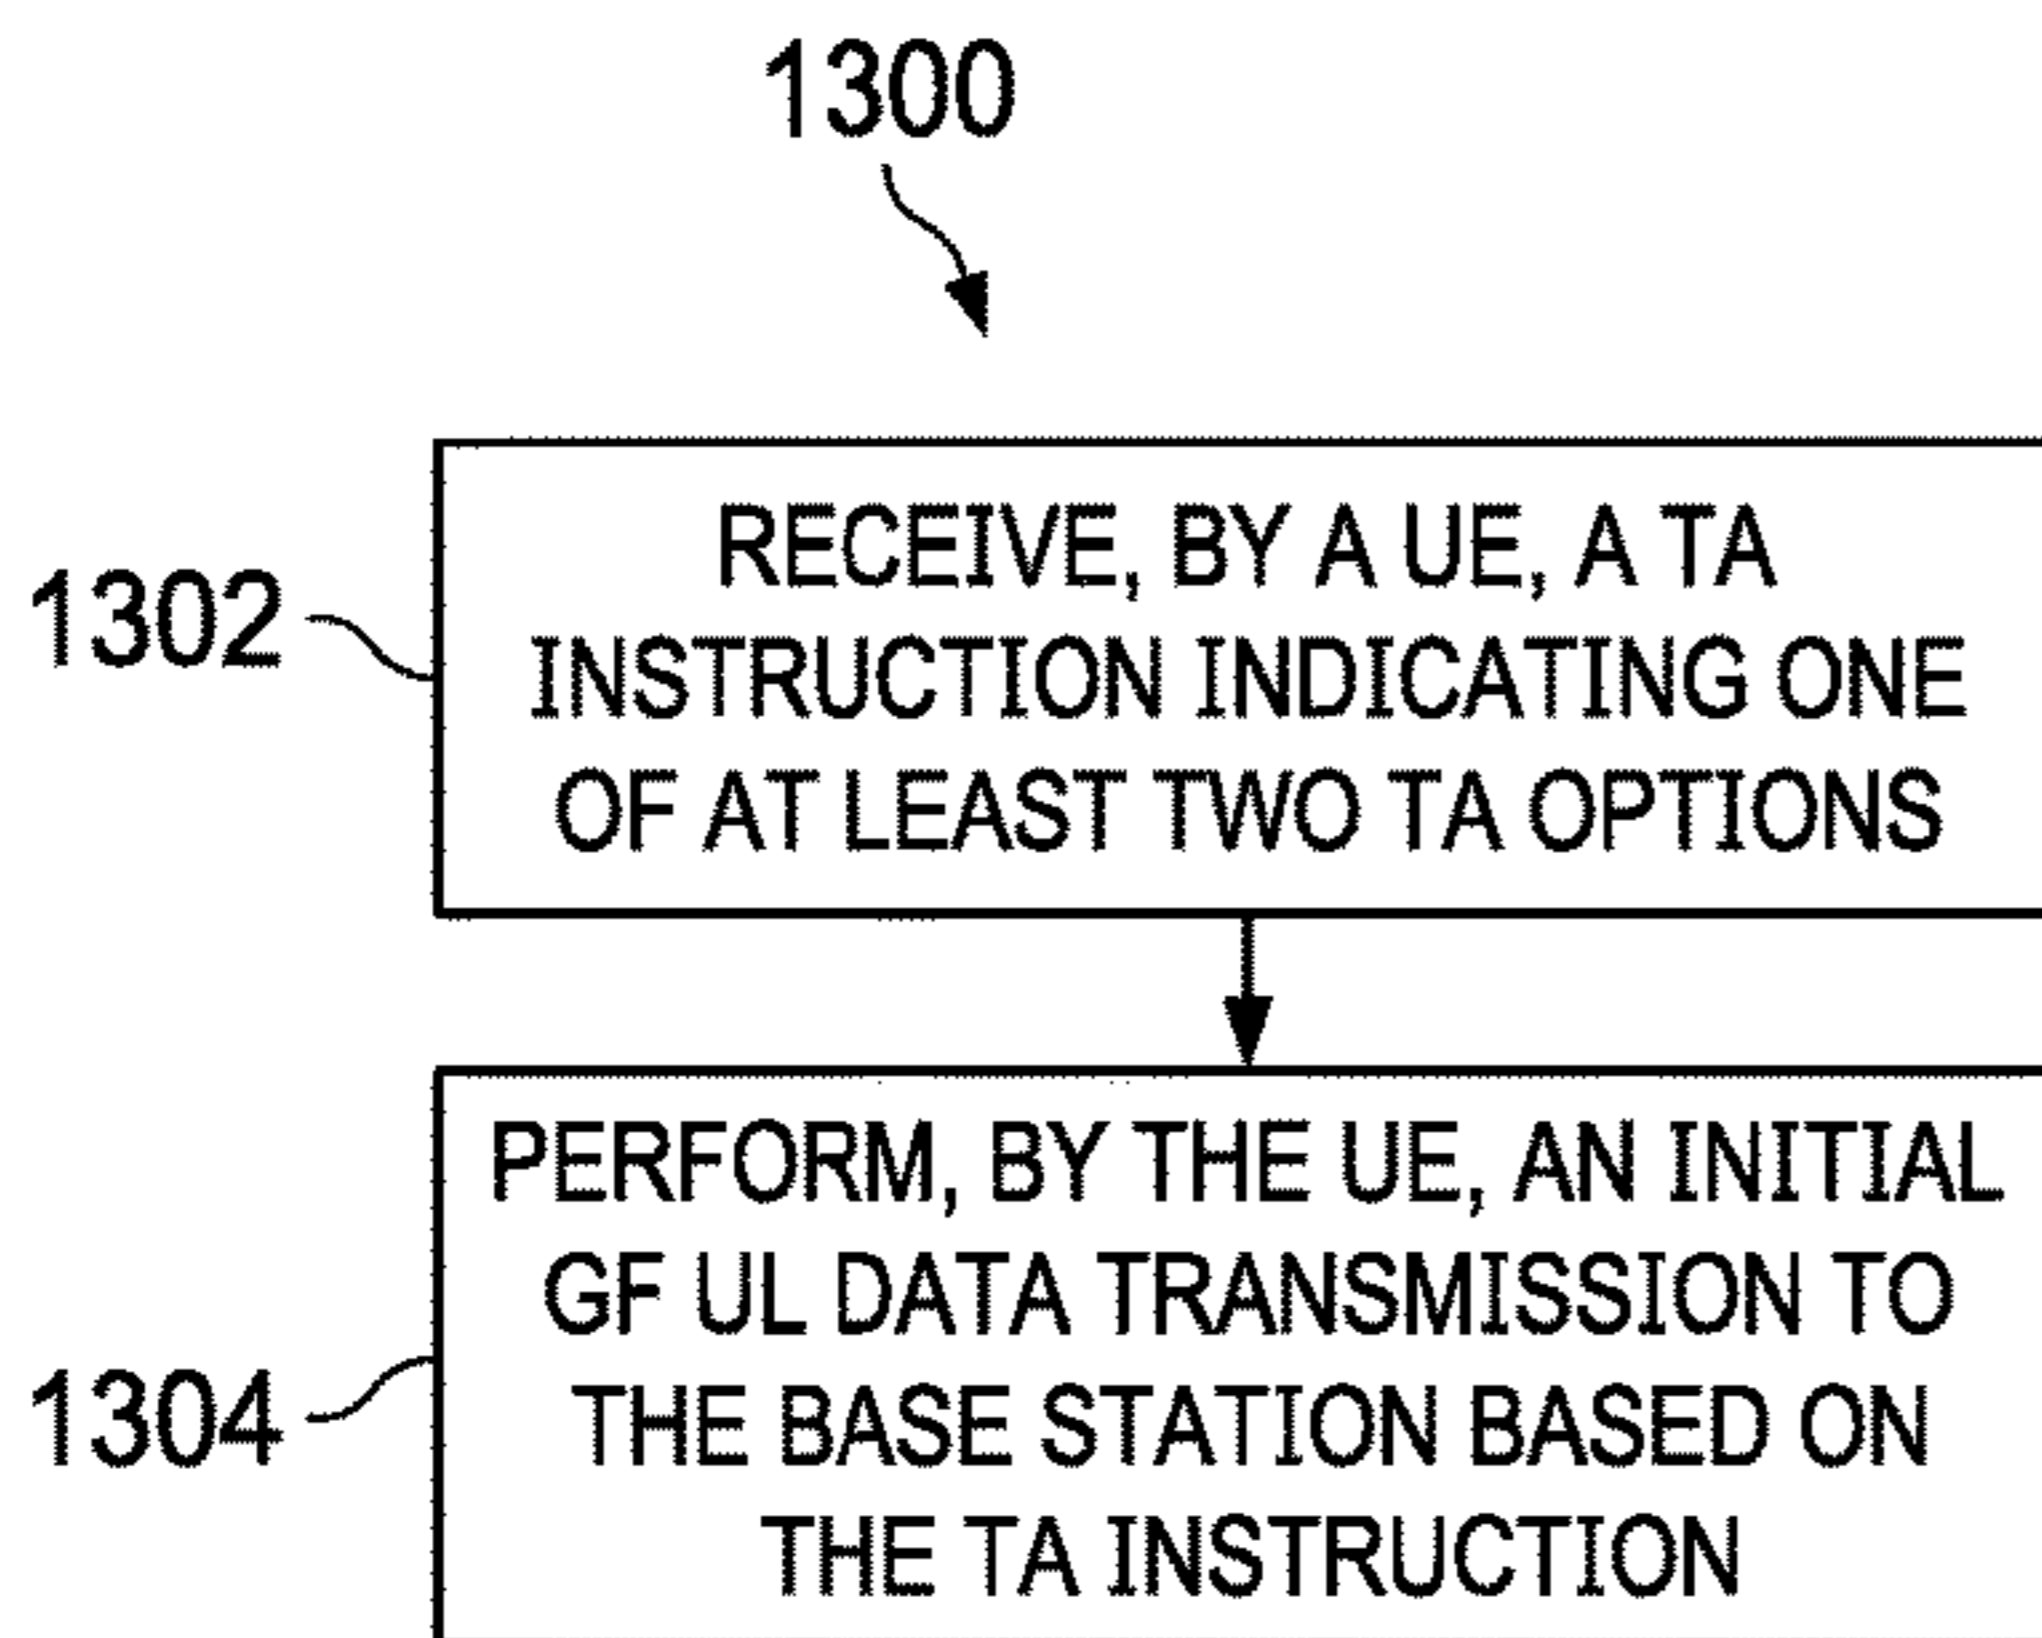 1300
1302
RECEIVE, BY A UE, A TA
INSTRUCTION INDICATING ONE
OF AT LEAST TWO TA OPTIONS
1304
PERFORM, BY THE UE, AN INITIAL
GF UL DATA TRANSMISSION TO
THE BASE STATION BASED ON
THE TA INSTRUCTION